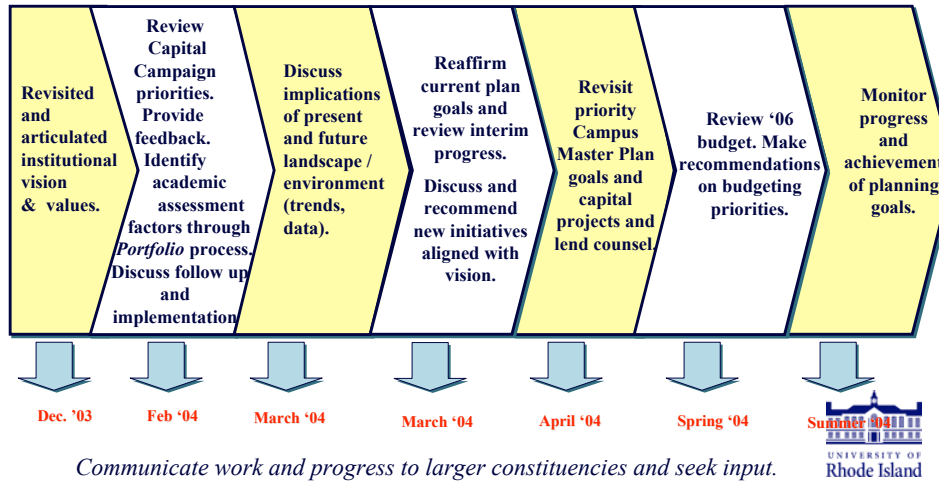 Revisited
and
articulated
institutional
vision
& values.
Review
Capital
Campaign
priorities.
Provide
feedback.
Identify
academic
assessment
factors through
Portfolio process.
Discuss follow up
and
implementation
Discuss
implications
of present
and future
landscape /
environment
(trends,
data).
Reaffirm
current plan
goals and
review interim
progress.
Discuss and
recommend
new initiatives
aligned with
vision.
Revisit
priority
Campus
Master Plan
goals and
capital
projects and
lend counsel.
Review ‘06
budget. Make
recommendations
on budgeting
priorities.
Monitor
progress
and
achievement
of planning
goals.
Dec. ’03
Feb ‘04
March ‘04
March ‘04
April ‘04
Spring ‘04
Summer ‘04
Communicate work and progress to larger constituencies and seek input.
UNIVERSITY OF
Rhode Island